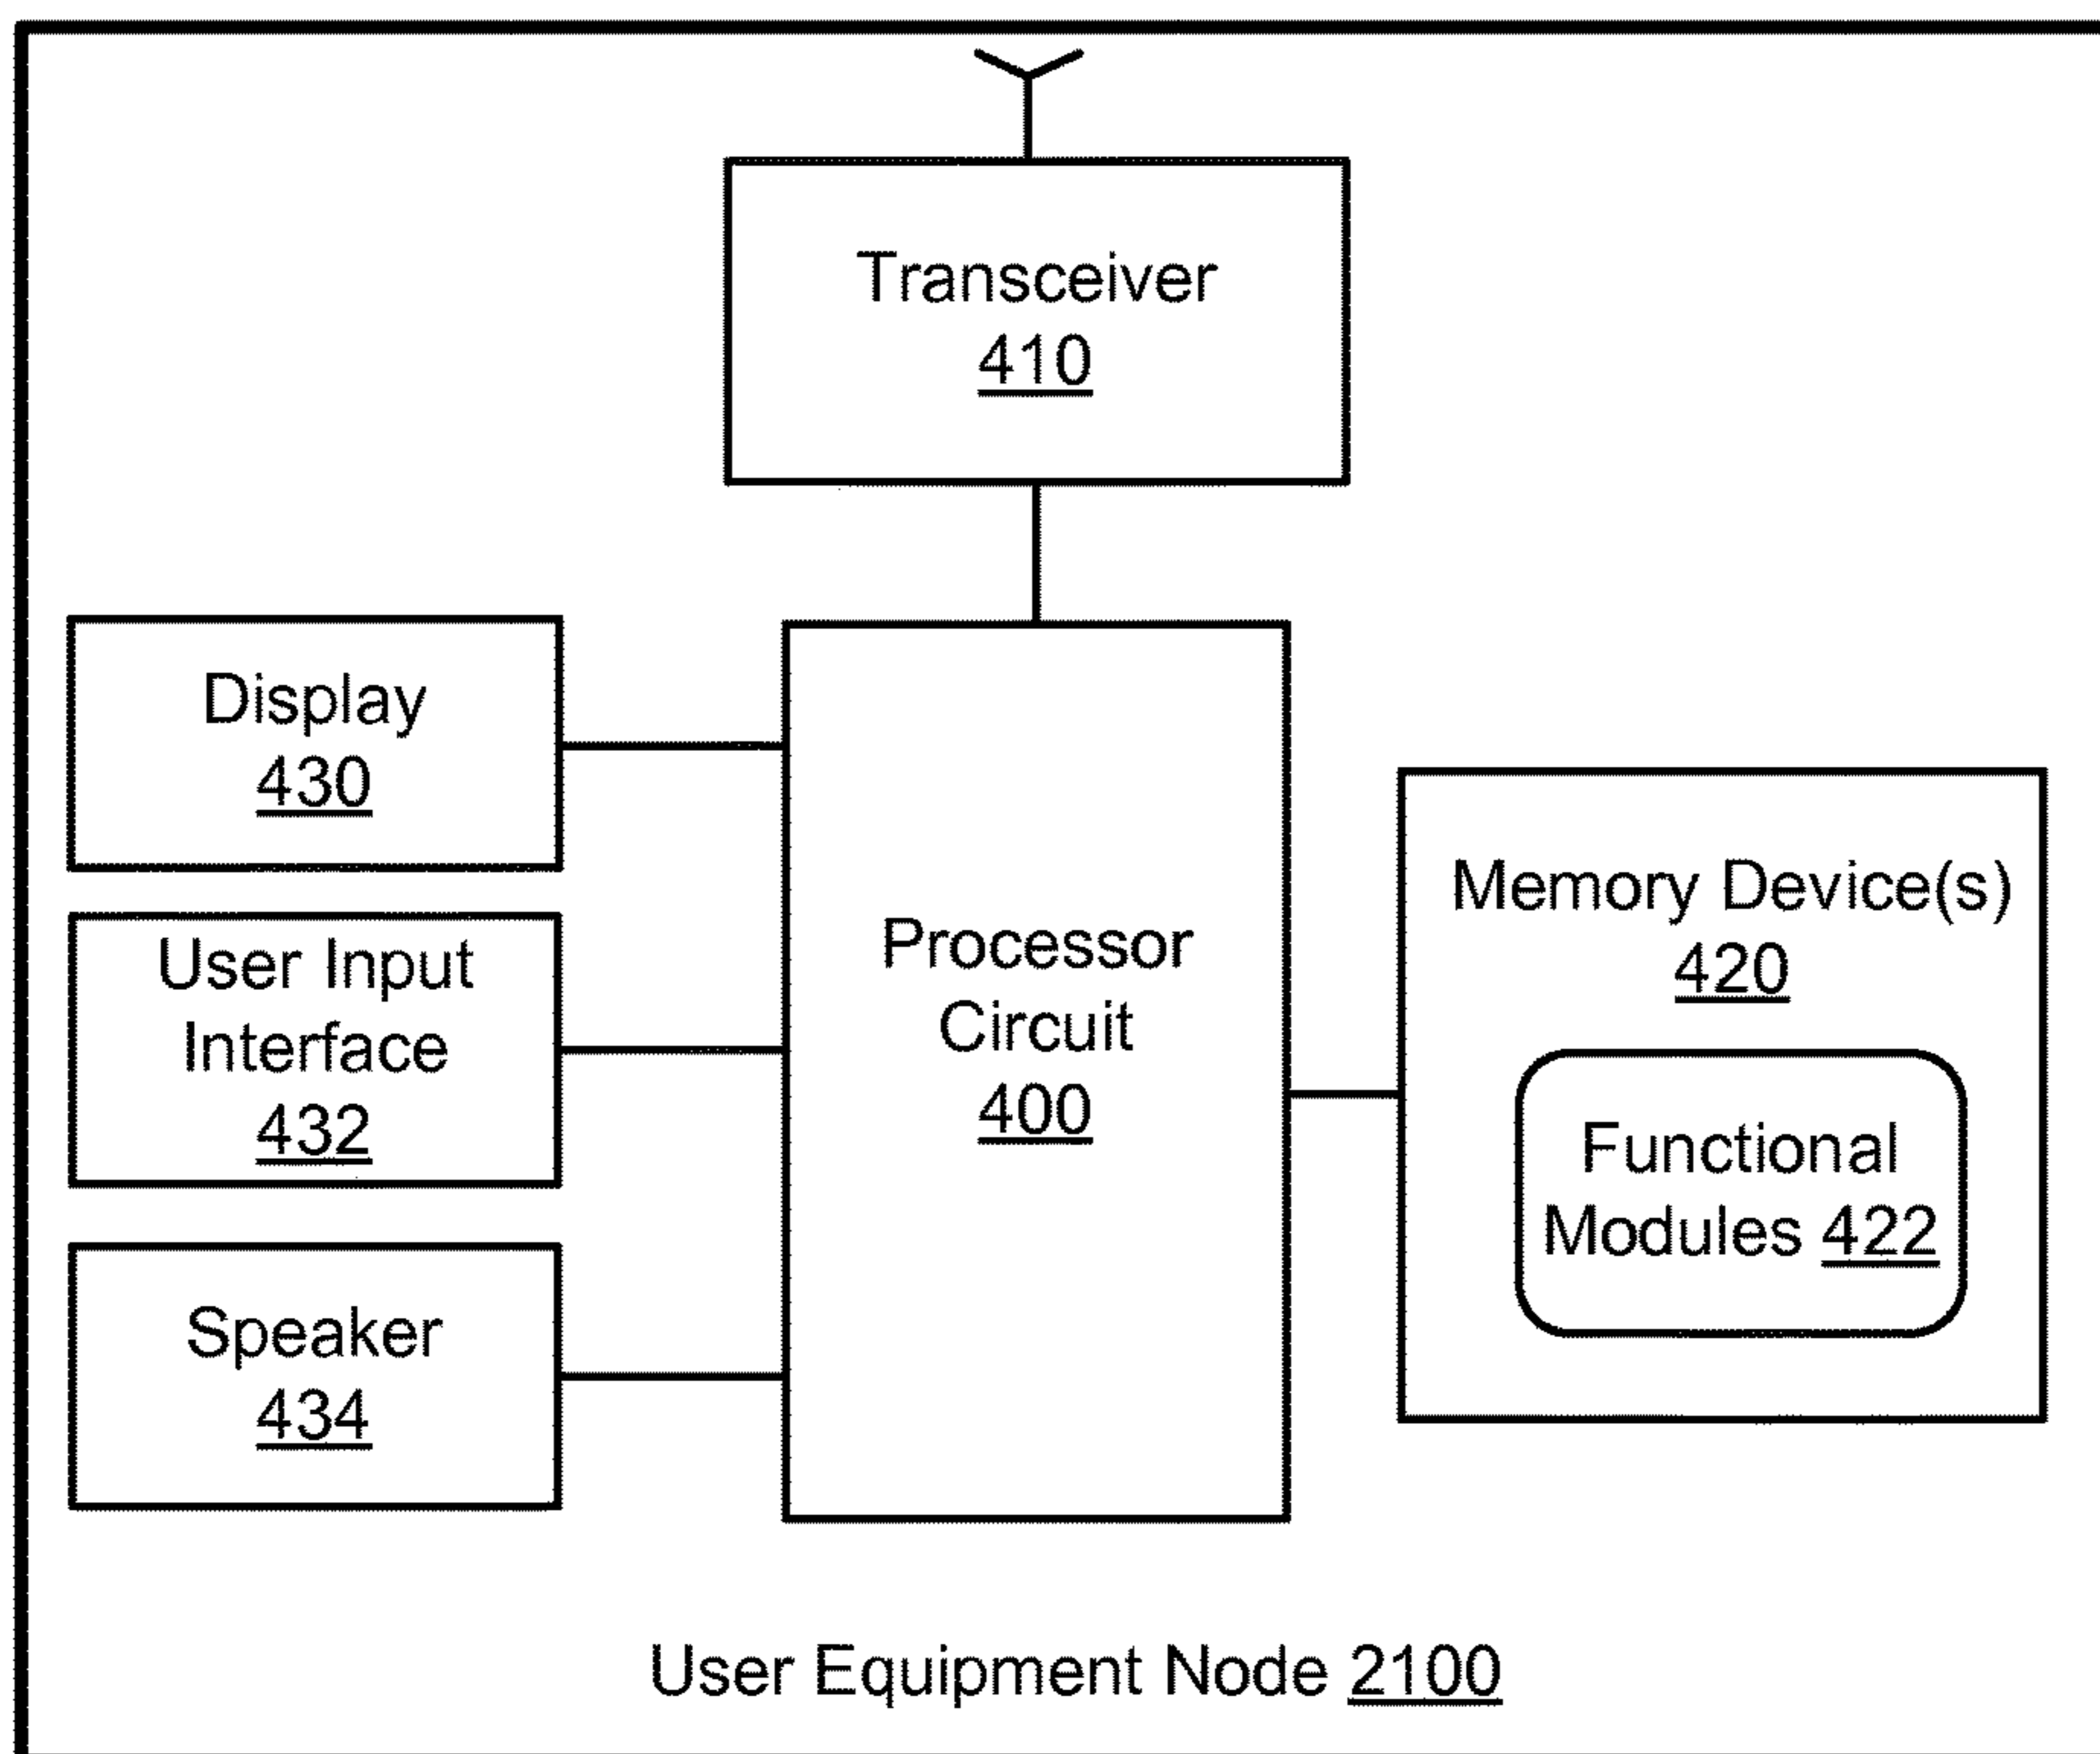 Transceiver
410
Display
430
User Input
Interface
432
Speaker
434
Processor
Circuit
400
Memory Device(s)
420
Functional
Modules 422
User Equipment Node 2100